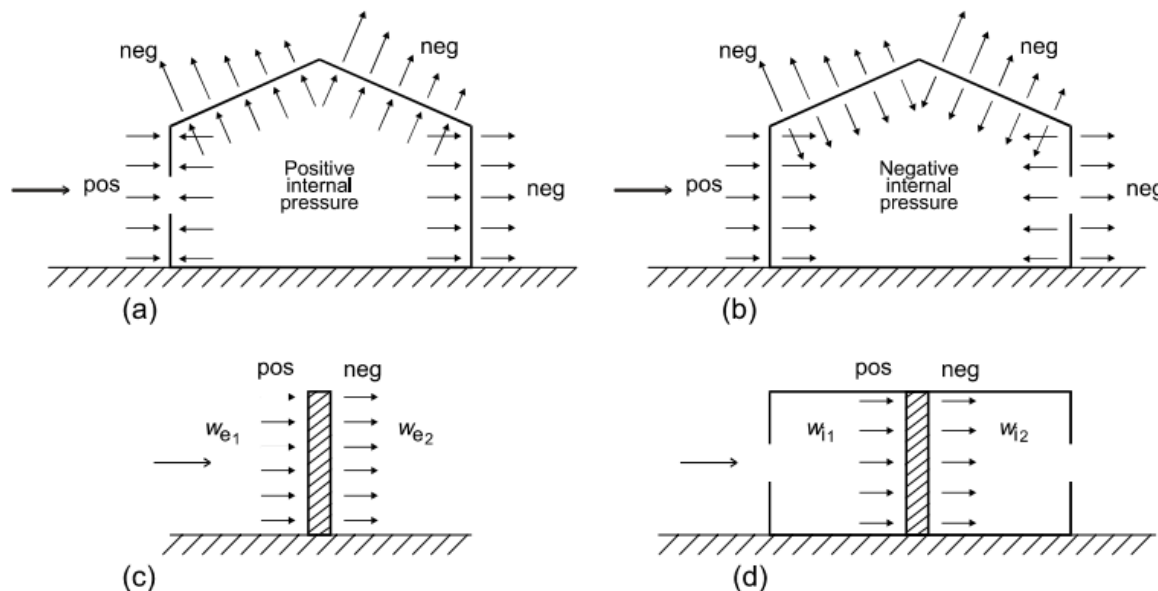 neg
neg
pos
Positive
internal
pressure
neg
(a)
neg
neg
pos
Negative
internal
pressure
neg
(b)
pos
neg
we1
we2
(c)
pos
neg
wi1
wi2
(d)